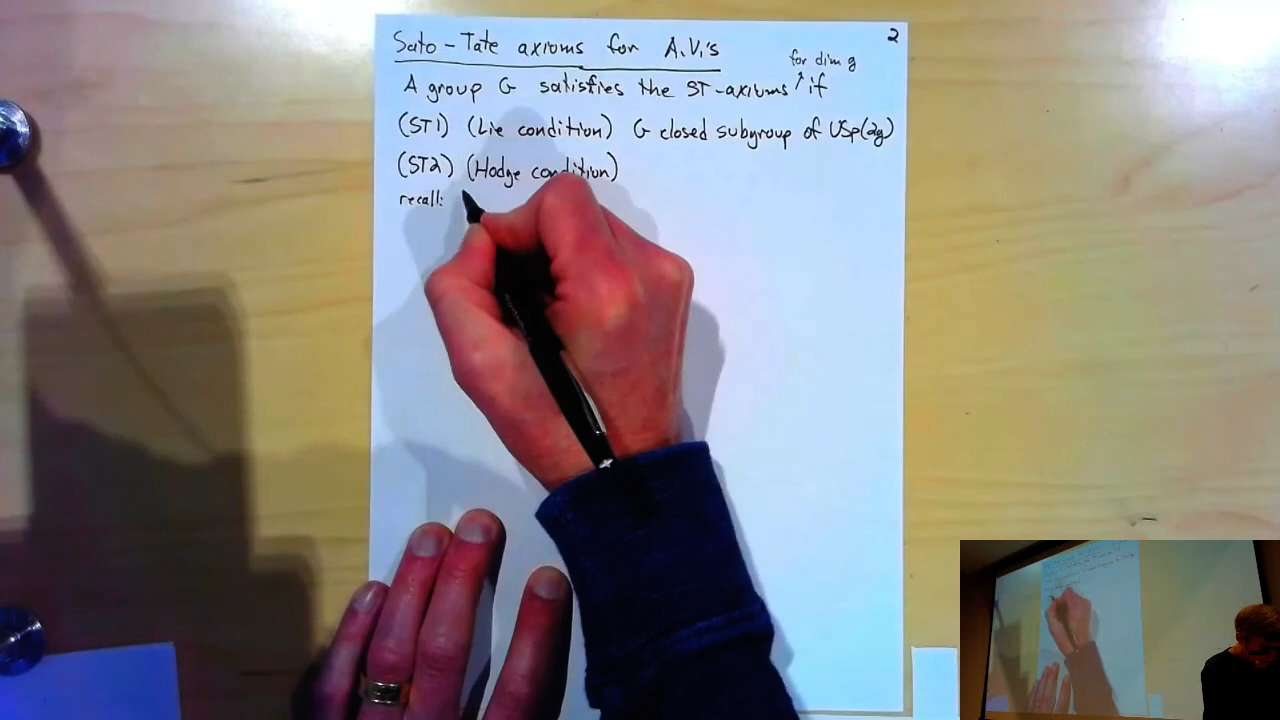 2
Sato-Tate axioms for A.V.'s
for dim g
A group G satisfies the ST-axioms ↑ if
(ST1) (Lie condition) G closed subgroup of USp(2g)
(ST2) (Hodge condition)
recall: